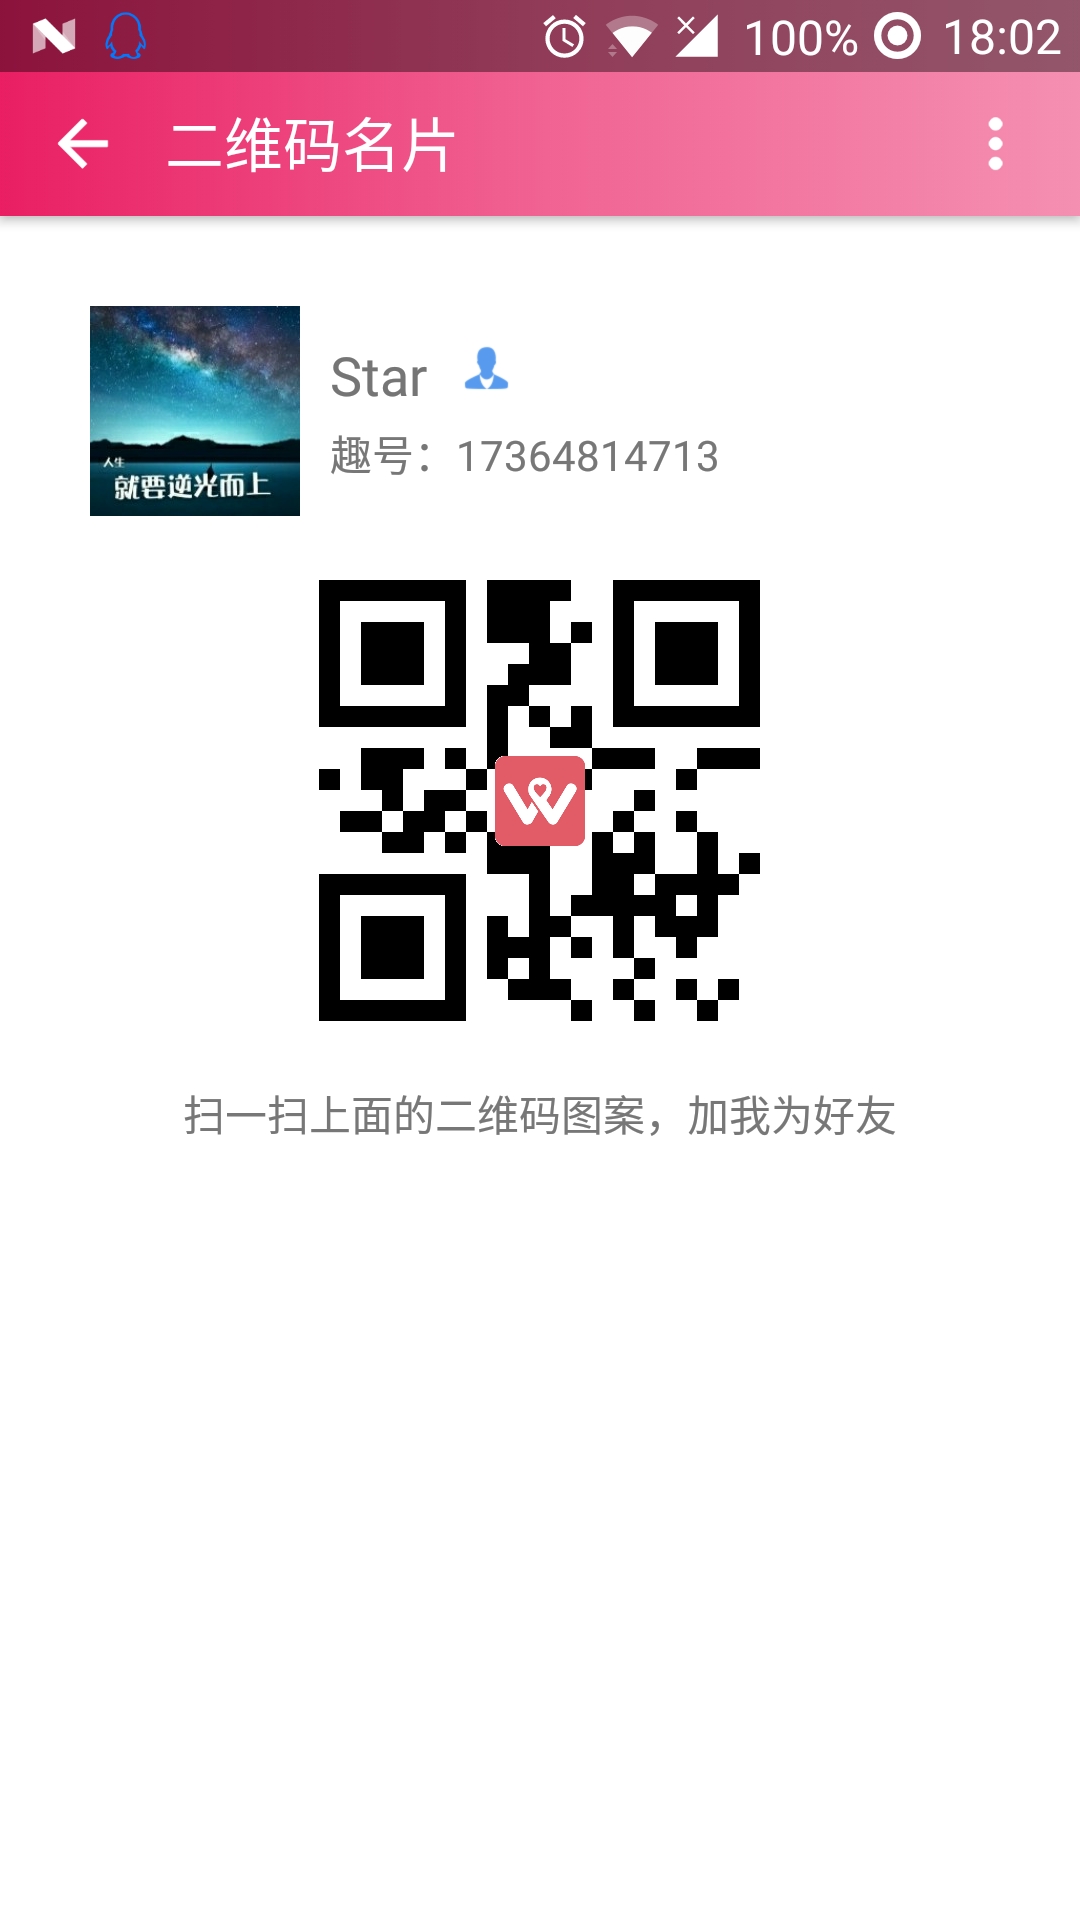 100% 18:02
二维码名片
Star
趣号：17364814713
人生
就要逆光而上
扫一扫上面的二维码图案，加我为好友